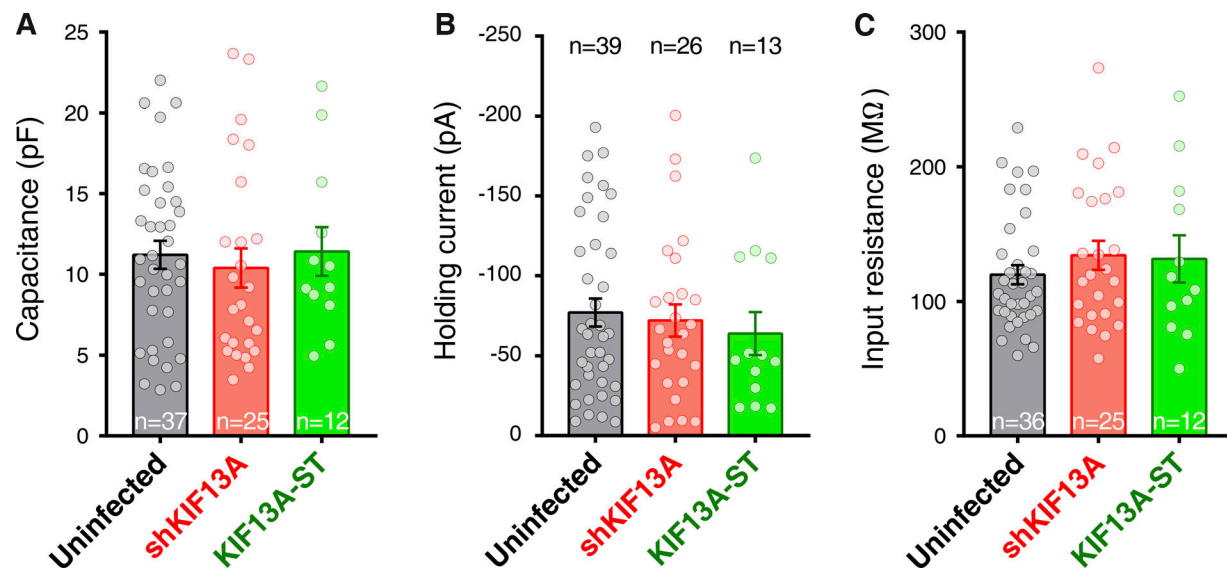 A
Capacitance (pF)
25
20
15
10
5
0
n=37
n=25
n=12
Uninfected
shKIF13A
KIF13A-ST
B
Holding current (pA)
-250
-200
-150
-100
-50
0
n=39
n=26
n=13
Uninfected
shKIF13A
KIF13A-ST
C
Input resistance (MΩ)
300
200
100
0
n=36
n=25
n=12
Uninfected
shKIF13A
KIF13A-ST